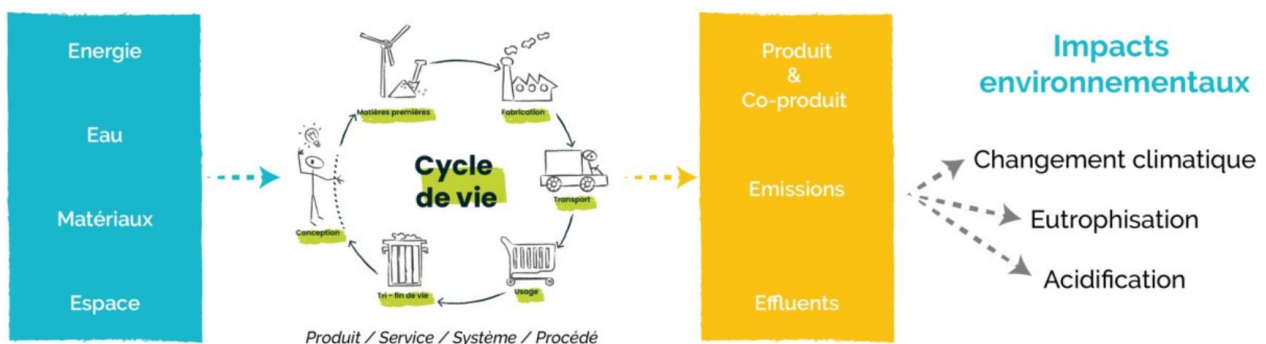 Energie
Eau
Matériaux
Espace
Matières premières
Fabrication
Cycle
de vie
Transport
Conception
Tri - fin de vie
Usage
Produit / Service / Système / Procédé
Produit
&
Co-produit
Emissions
Effluents
Impacts
environnementaux
Changement climatique
Eutrophisation
Acidification